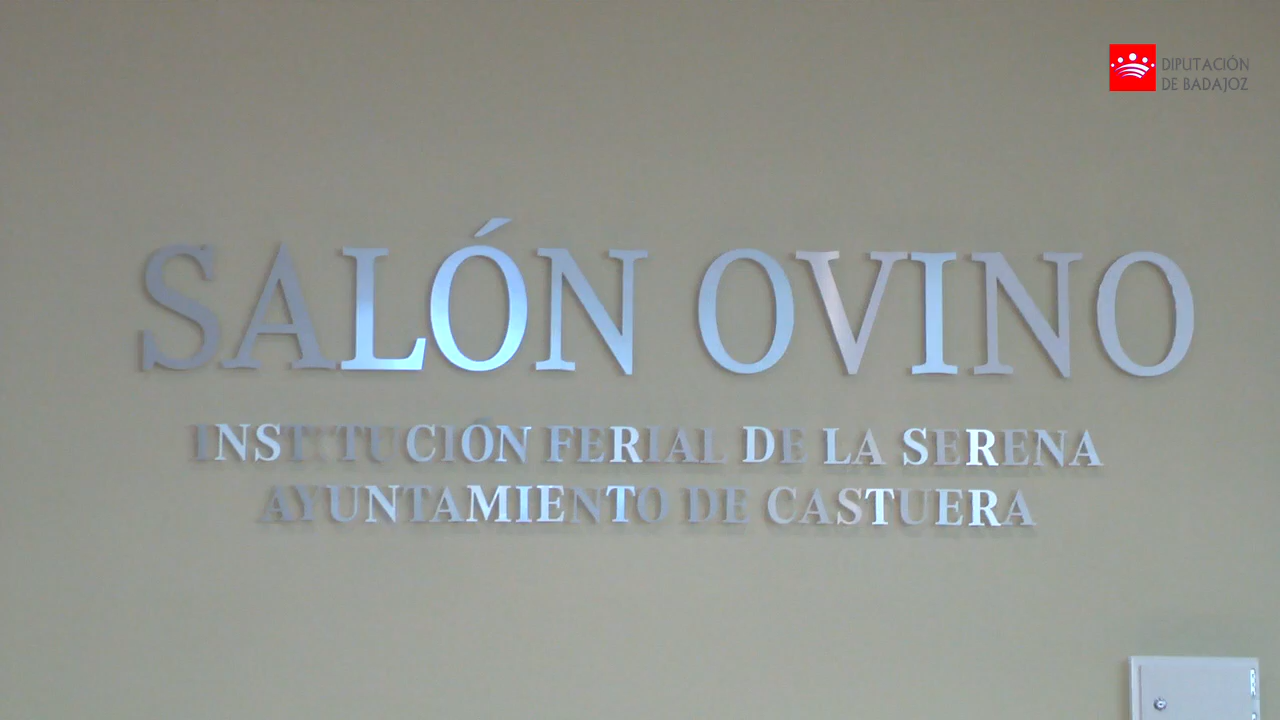 DIPUTACIÓN
DE BADAJOZ
SALÓN OVINO
INSTITUCIÓN FERIAL DE LA SERENA
AYUNTAMIENTO DE CASTUERA